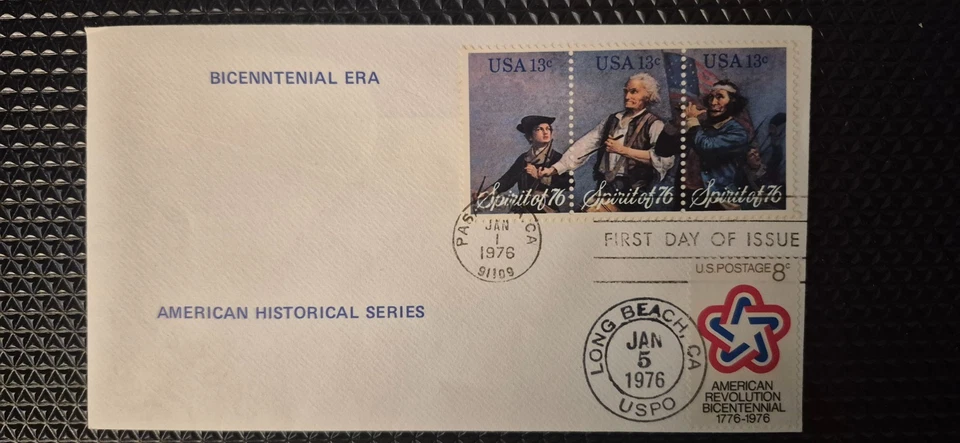 BICENNTENIAL ERA
USA 13c
USA 13c
USA 13c
Spirit of 76
Spirit of 76
Spirit of 76
CA
JAN
1
1976
91109
FIRST DAY OF ISSUE
U.S. POSTAGE 8c
AMERICAN HISTORICAL SERIES
LONG BEACH, CA
JAN
5
1976
USPO
AMERICAN
REVOLUTION
BICENTENNIAL
1776-1976